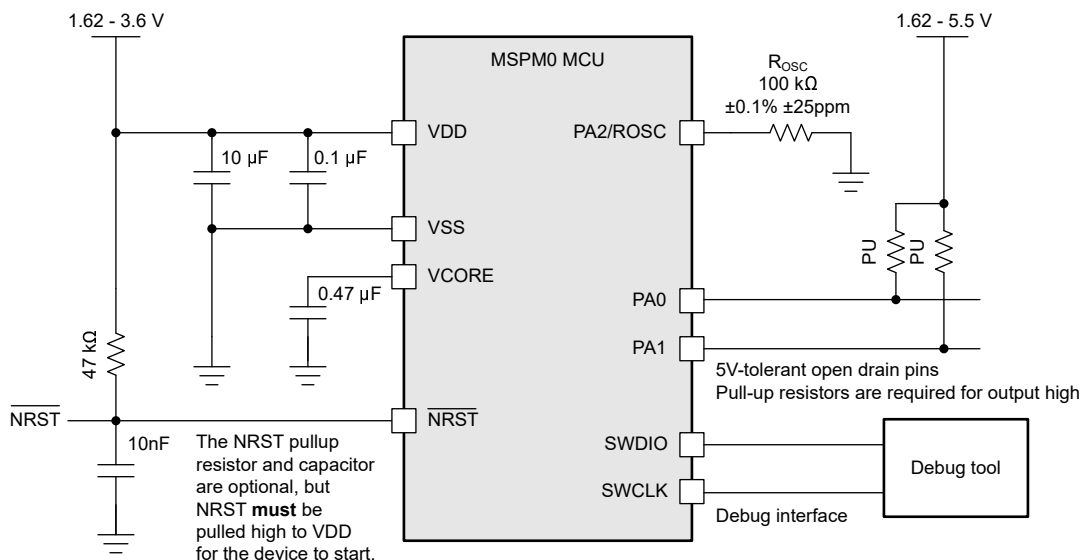 1.62 - 3.6 V
1.62 - 5.5 V
MSPM0 MCU
R_OSC
100 kΩ
±0.1% ±25ppm
VDD
PA2/ROSC
10 µF
0.1 µF
VSS
VCORE
0.47 µF
PU
PU
PA0
PA1
47 kΩ
5V-tolerant open drain pins
Pull-up resistors are required for output high
NRST
NRST
10nF
The NRST pullup
resistor and capacitor
are optional, but
NRST must be
pulled high to VDD
for the device to start.
SWDIO
SWCLK
Debug tool
Debug interface